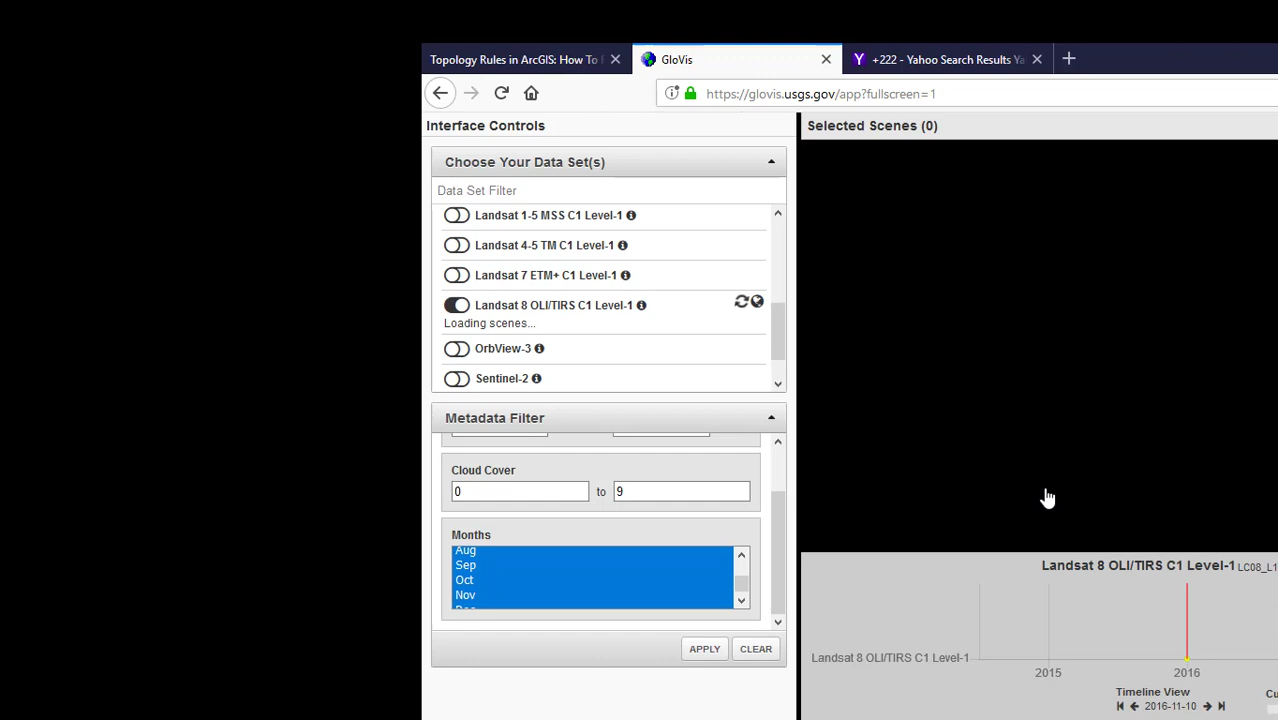 Topology Rules in ArcGIS: How To
GloVis
+222 - Yahoo Search Results Ya
https://glovis.usgs.gov/app?fullscreen=1
Interface Controls
Selected Scenes (0)
Choose Your Data Set(s)
Data Set Filter
Landsat 1-5 MSS C1 Level-1
Landsat 4-5 TM C1 Level-1
Landsat 7 ETM+ C1 Level-1
Landsat 8 OLI/TIRS C1 Level-1
Loading scenes...
OrbView-3
Sentinel-2
Metadata Filter
Cloud Cover
0 to 9
Months
Aug
Sep
Oct
Nov
APPLY CLEAR
Landsat 8 OLI/TIRS C1 Level-1 LC08_L1
Landsat 8 OLI/TIRS C1 Level-1
2015 2016
Timeline View
2016-11-10
Cu